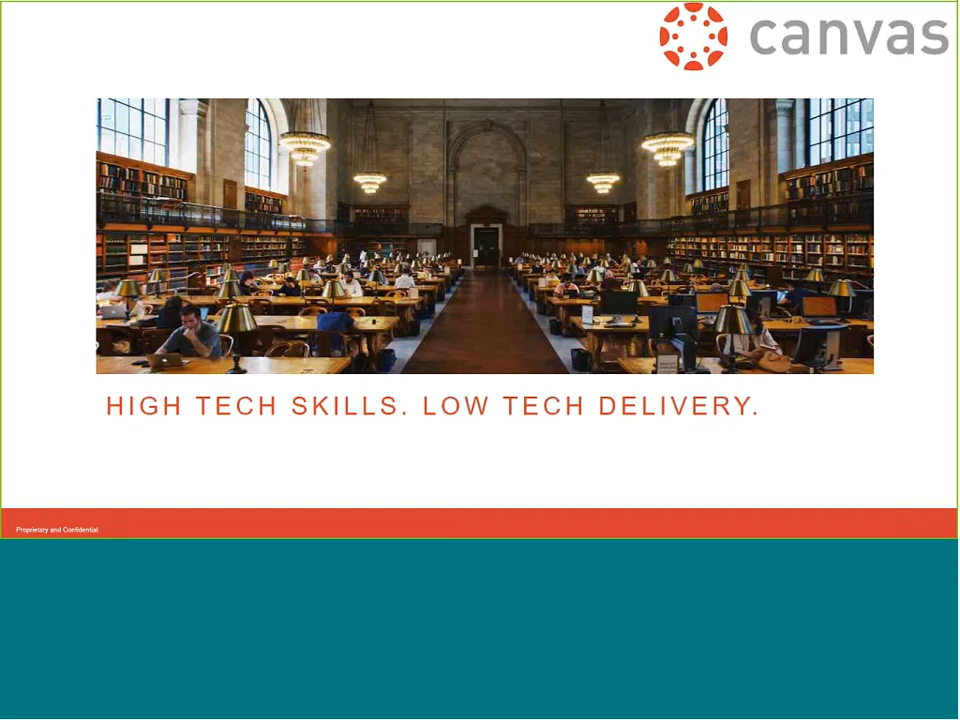 canvas
HIGH TECH SKILLS. LOW TECH DELIVERY.
Proprietary and Confidential